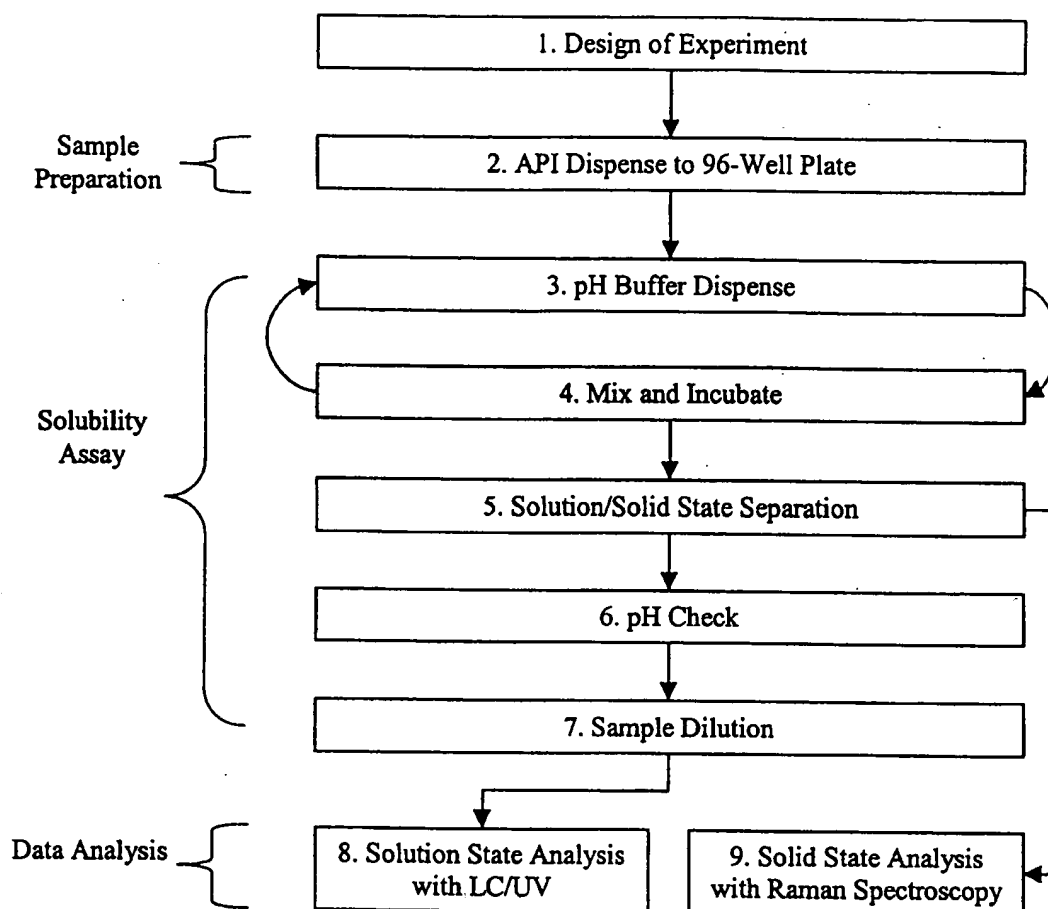 1. Design of Experiment
Sample
Preparation
2. API Dispense to 96-Well Plate
3. pH Buffer Dispense
4. Mix and Incubate
Solubility
Assay
5. Solution/Solid State Separation
6. pH Check
7. Sample Dilution
Data Analysis
8. Solution State Analysis
with LC/UV
9. Solid State Analysis
with Raman Spectroscopy